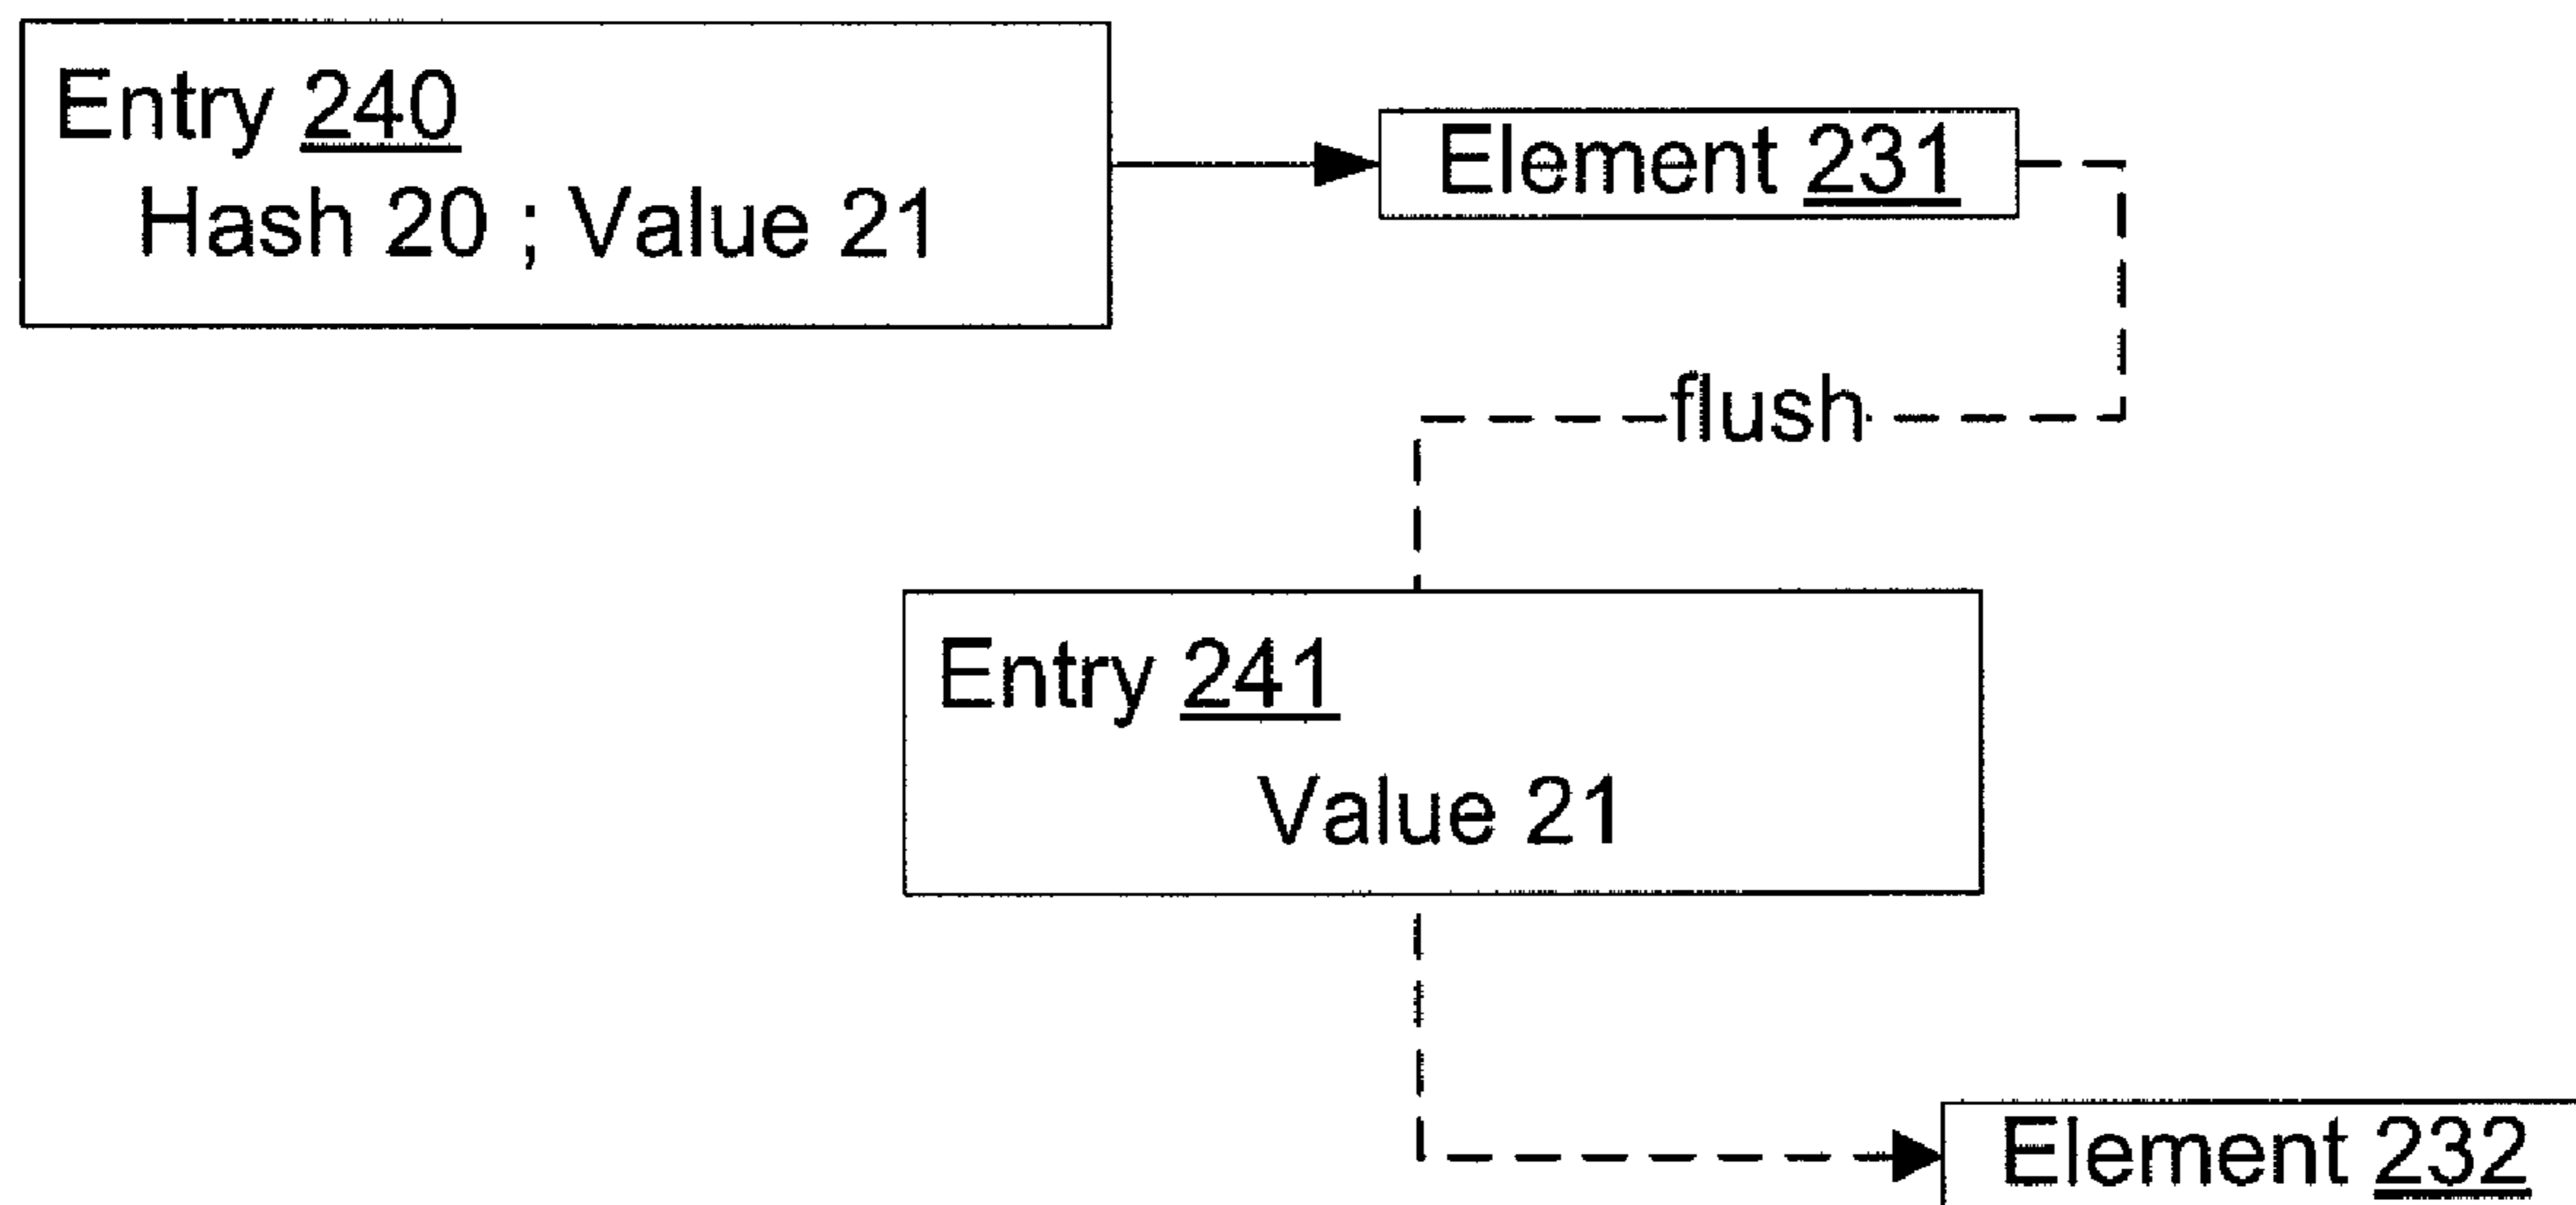 Entry 240
Hash 20 ; Value 21
Element 231
flush
Entry 241
Value 21
Element 232